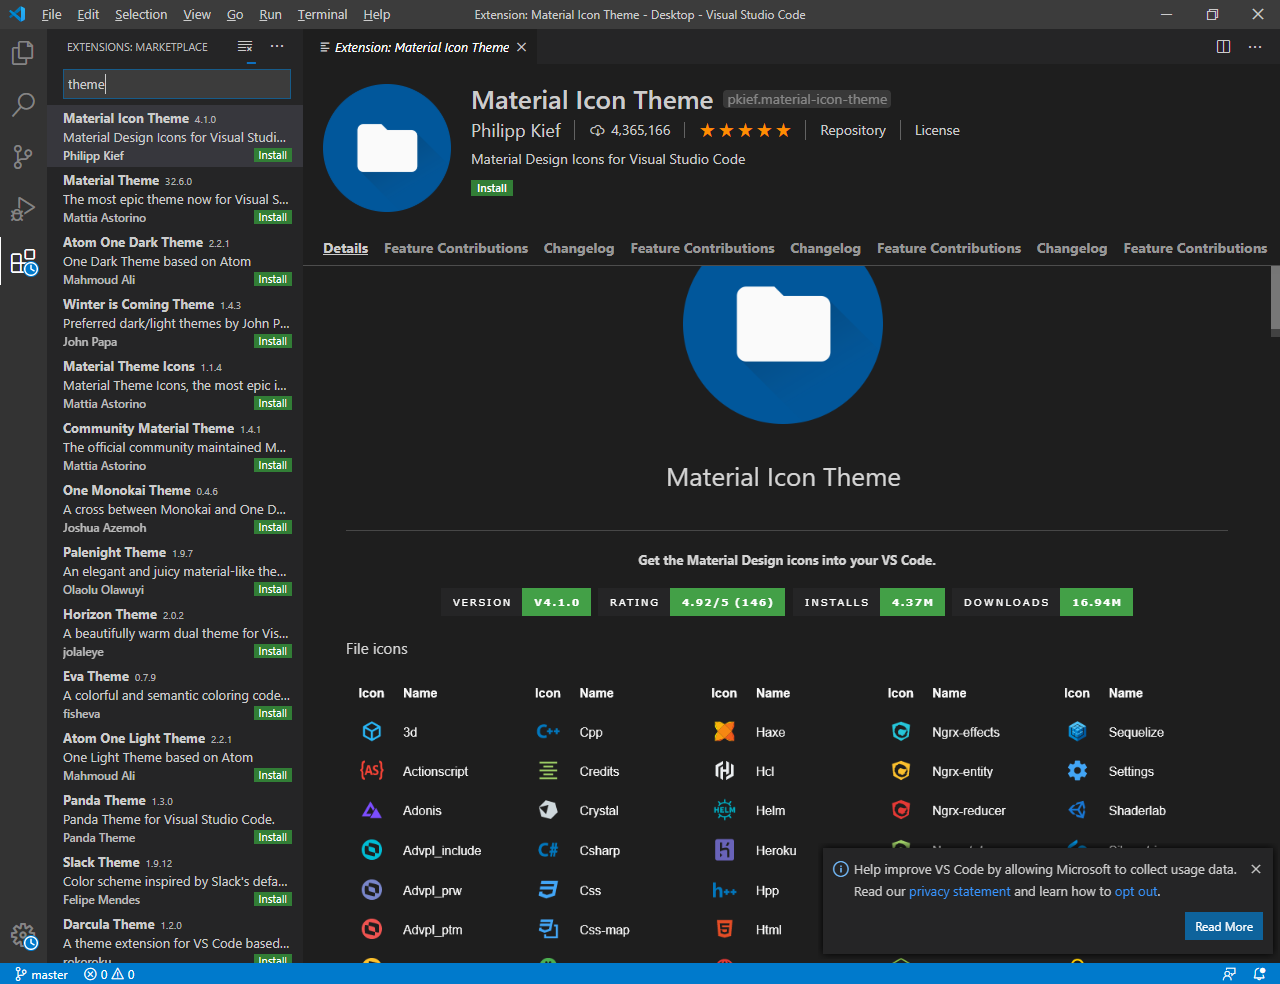 File Edit Selection View Go Run Terminal Help Extension: Material Icon Theme - Desktop - Visual Studio Code
EXTENSIONS: MARKETPLACE
theme
Material Icon Theme 4.1.0
Material Design Icons for Visual Studi...
Philipp Kief Install
Material Theme 32.6.0
The most epic theme now for Visual S...
Mattia Astorino Install
Atom One Dark Theme 2.2.1
One Dark Theme based on Atom
Mahmoud Ali Install
Winter is Coming Theme 1.4.3
Preferred dark/light themes by John P...
John Papa Install
Material Theme Icons 1.1.4
Material Theme Icons, the most epic i...
Mattia Astorino Install
Community Material Theme 1.4.1
The official community maintained M...
Mattia Astorino Install
One Monokai Theme 0.4.6
A cross between Monokai and One D...
Joshua Azemoh Install
Palenight Theme 1.9.7
An elegant and juicy material-like the...
Olaolu Olawuyi Install
Horizon Theme 2.0.2
A beautifully warm dual theme for Vis...
jolaleye Install
Eva Theme 0.7.9
A colorful and semantic coloring code...
fisheva Install
Atom One Light Theme 2.2.1
One Light Theme based on Atom
Mahmoud Ali Install
Panda Theme 1.3.0
Panda Theme for Visual Studio Code.
Panda Theme Install
Slack Theme 1.9.12
Color scheme inspired by Slack's defa...
Felipe Mendes Install
Darcula Theme 1.2.0
A theme extension for VS Code based...
rokoroku Install
Extension: Material Icon Theme
Material Icon Theme pkief.material-icon-theme
Philipp Kief 4,365,166 Repository License
Material Design Icons for Visual Studio Code
Install
Details Feature Contributions Changelog Feature Contributions Changelog Feature Contributions Changelog Feature Contributions
Material Icon Theme
Get the Material Design icons into your VS Code.
VERSION V4.1.0 RATING 4.92/5 (146) INSTALLS 4.37M DOWNLOADS 16.94M
File icons
Icon Name Icon Name Icon Name Icon Name Icon Name
3d C++ Cpp Haxe Ngrx-effects Sequelize
{AS} Actionscript Credits Hcl Ngrx-entity Settings
Adonis Crystal HELM Helm Ngrx-reducer Shaderlab
Advpl_include C# Csharp Heroku
Advpl_prw Css h++ Hpp
Advpl_ptm Css-map Html
Help improve VS Code by allowing Microsoft to collect usage data.
Read our privacy statement and learn how to opt out.
Read More
master 0 0